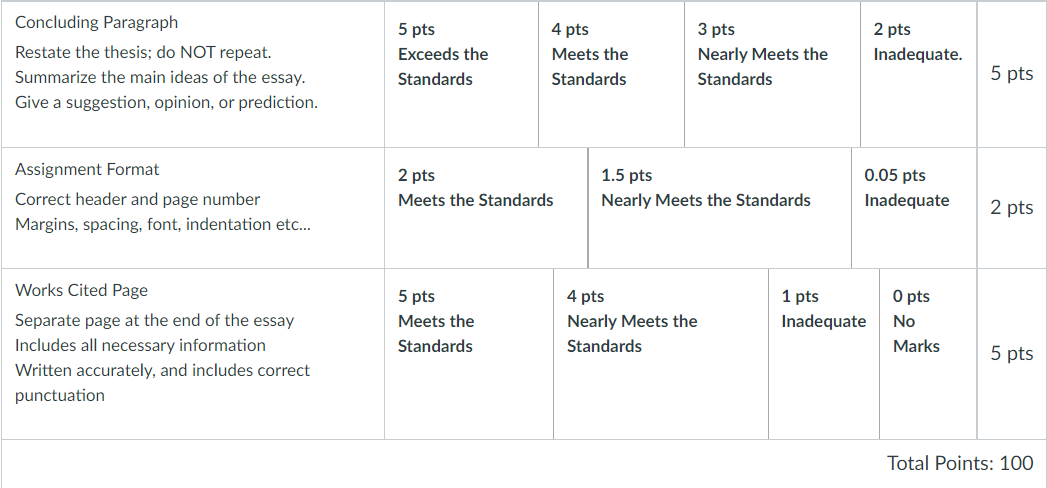 Concluding Paragraph
Restate the thesis; do NOT repeat.
Summarize the main ideas of the essay.
Give a suggestion, opinion, or prediction.
5 pts
Exceeds the
Standards
4 pts
Meets the
Standards
3 pts
Nearly Meets the
Standards
2 pts
Inadequate.
5 pts
Assignment Format
Correct header and page number
Margins, spacing, font, indentation etc...
2 pts
Meets the Standards
1.5 pts
Nearly Meets the Standards
0.05 pts
Inadequate
2 pts
Works Cited Page
Separate page at the end of the essay
Includes all necessary information
Written accurately, and includes correct
punctuation
5 pts
Meets the
Standards
4 pts
Nearly Meets the
Standards
1 pts
Inadequate
0 pts
No
Marks
5 pts
Total Points: 100